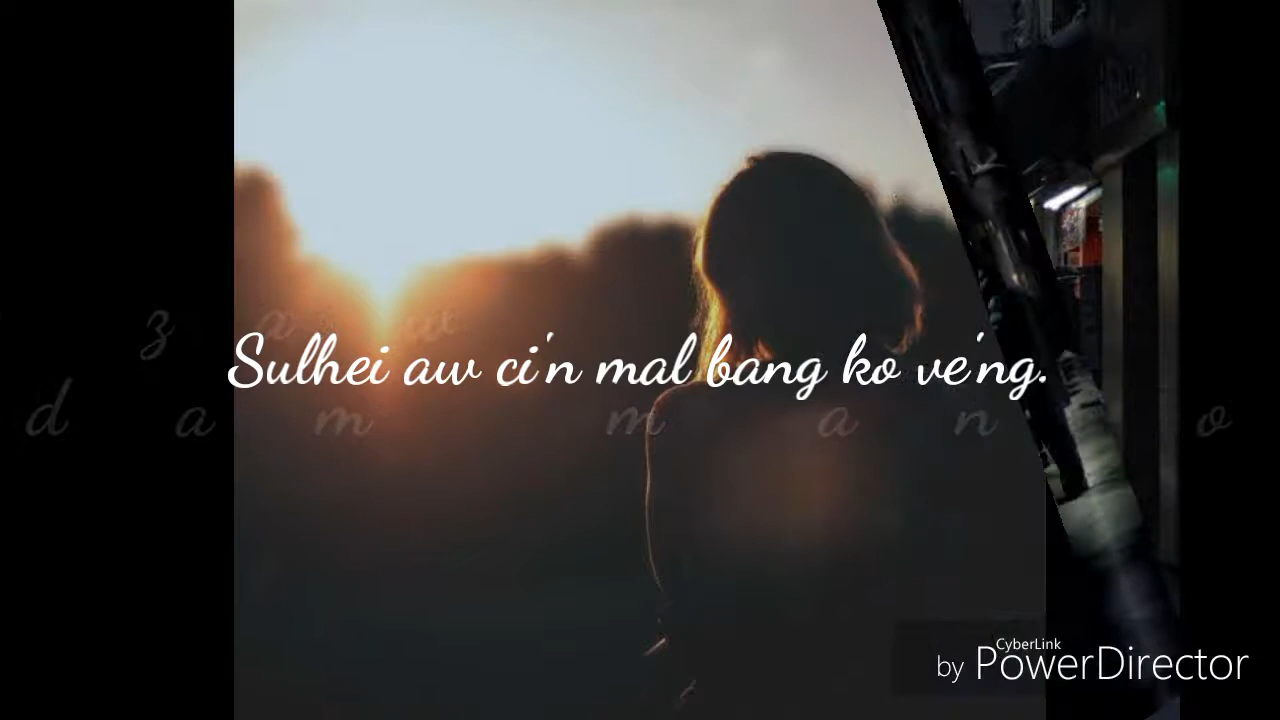 Sulhei aw ci'n mal bang ko ve'ng.
d a m m a n o
CyberLink
by PowerDirector